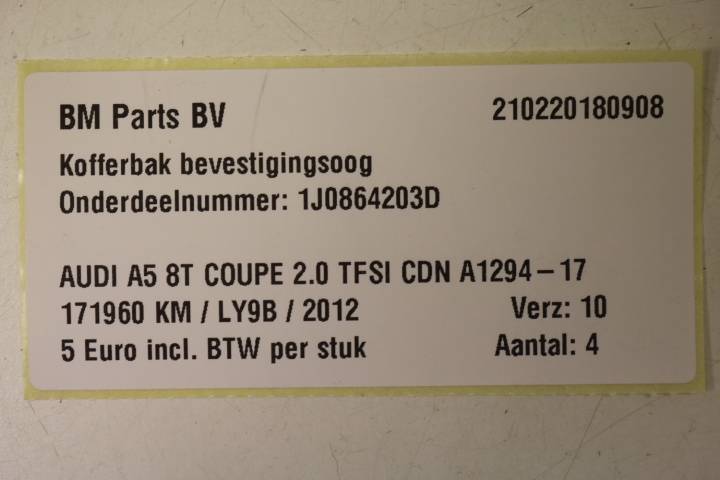 BM Parts BV 210220180908
Kofferbak bevestigingsoog
Onderdeelnummer: 1J0864203D
AUDI A5 8T COUPE 2.0 TFSI CDN A1294-17
171960 KM / LY9B / 2012 Verz: 10
5 Euro incl. BTW per stuk Aantal: 4